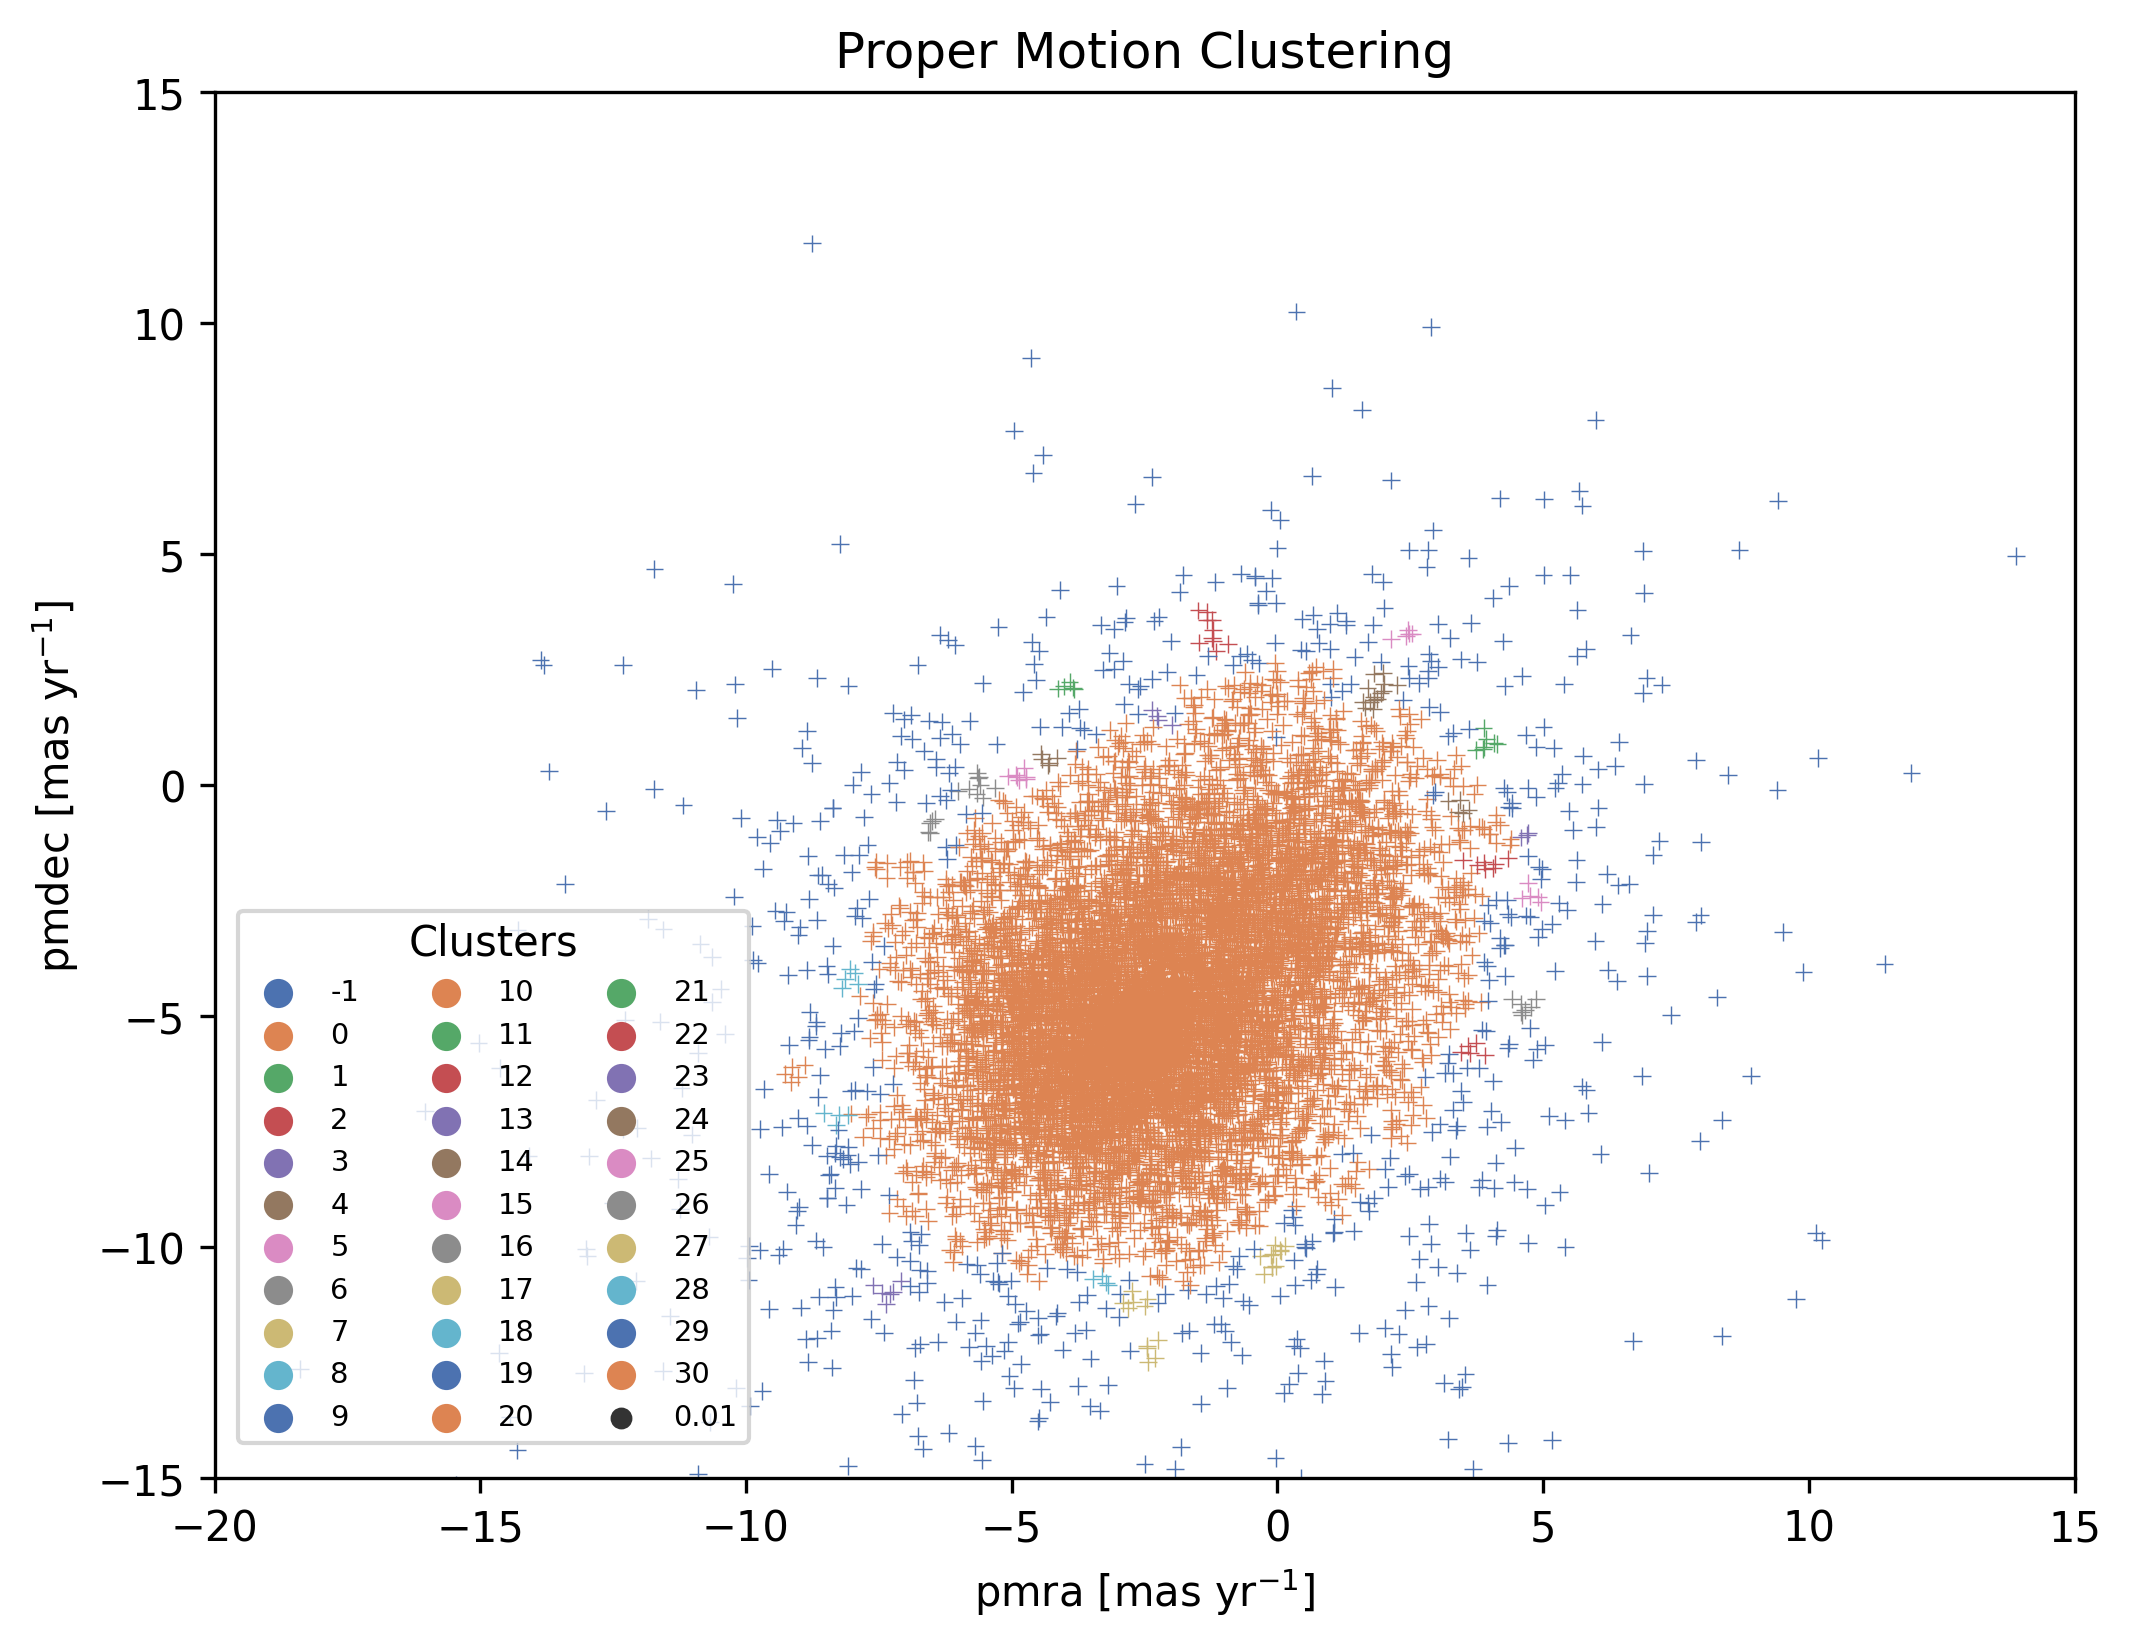 Proper Motion Clustering
15
10
5
0
−5
−10
−15
pmdec [mas yr⁻¹]
Clusters
-1 10 21
0 11 22
1 12 23
2 13 24
3 14 25
4 15 26
5 16 27
6 17 28
7 18 29
8 19 30
9 20 0.01
−20 −15 −10 −5 0 5 10 15
pmra [mas yr⁻¹]